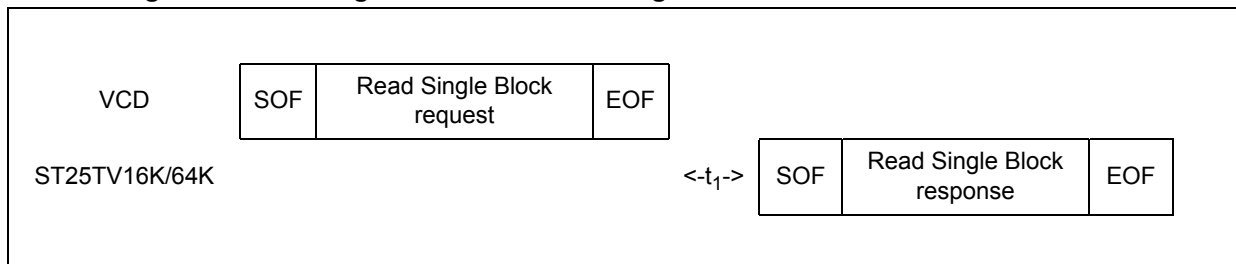 VCD SOF Read Single Block
request EOF
ST25TV16K/64K <-t1-> SOF Read Single Block
response EOF